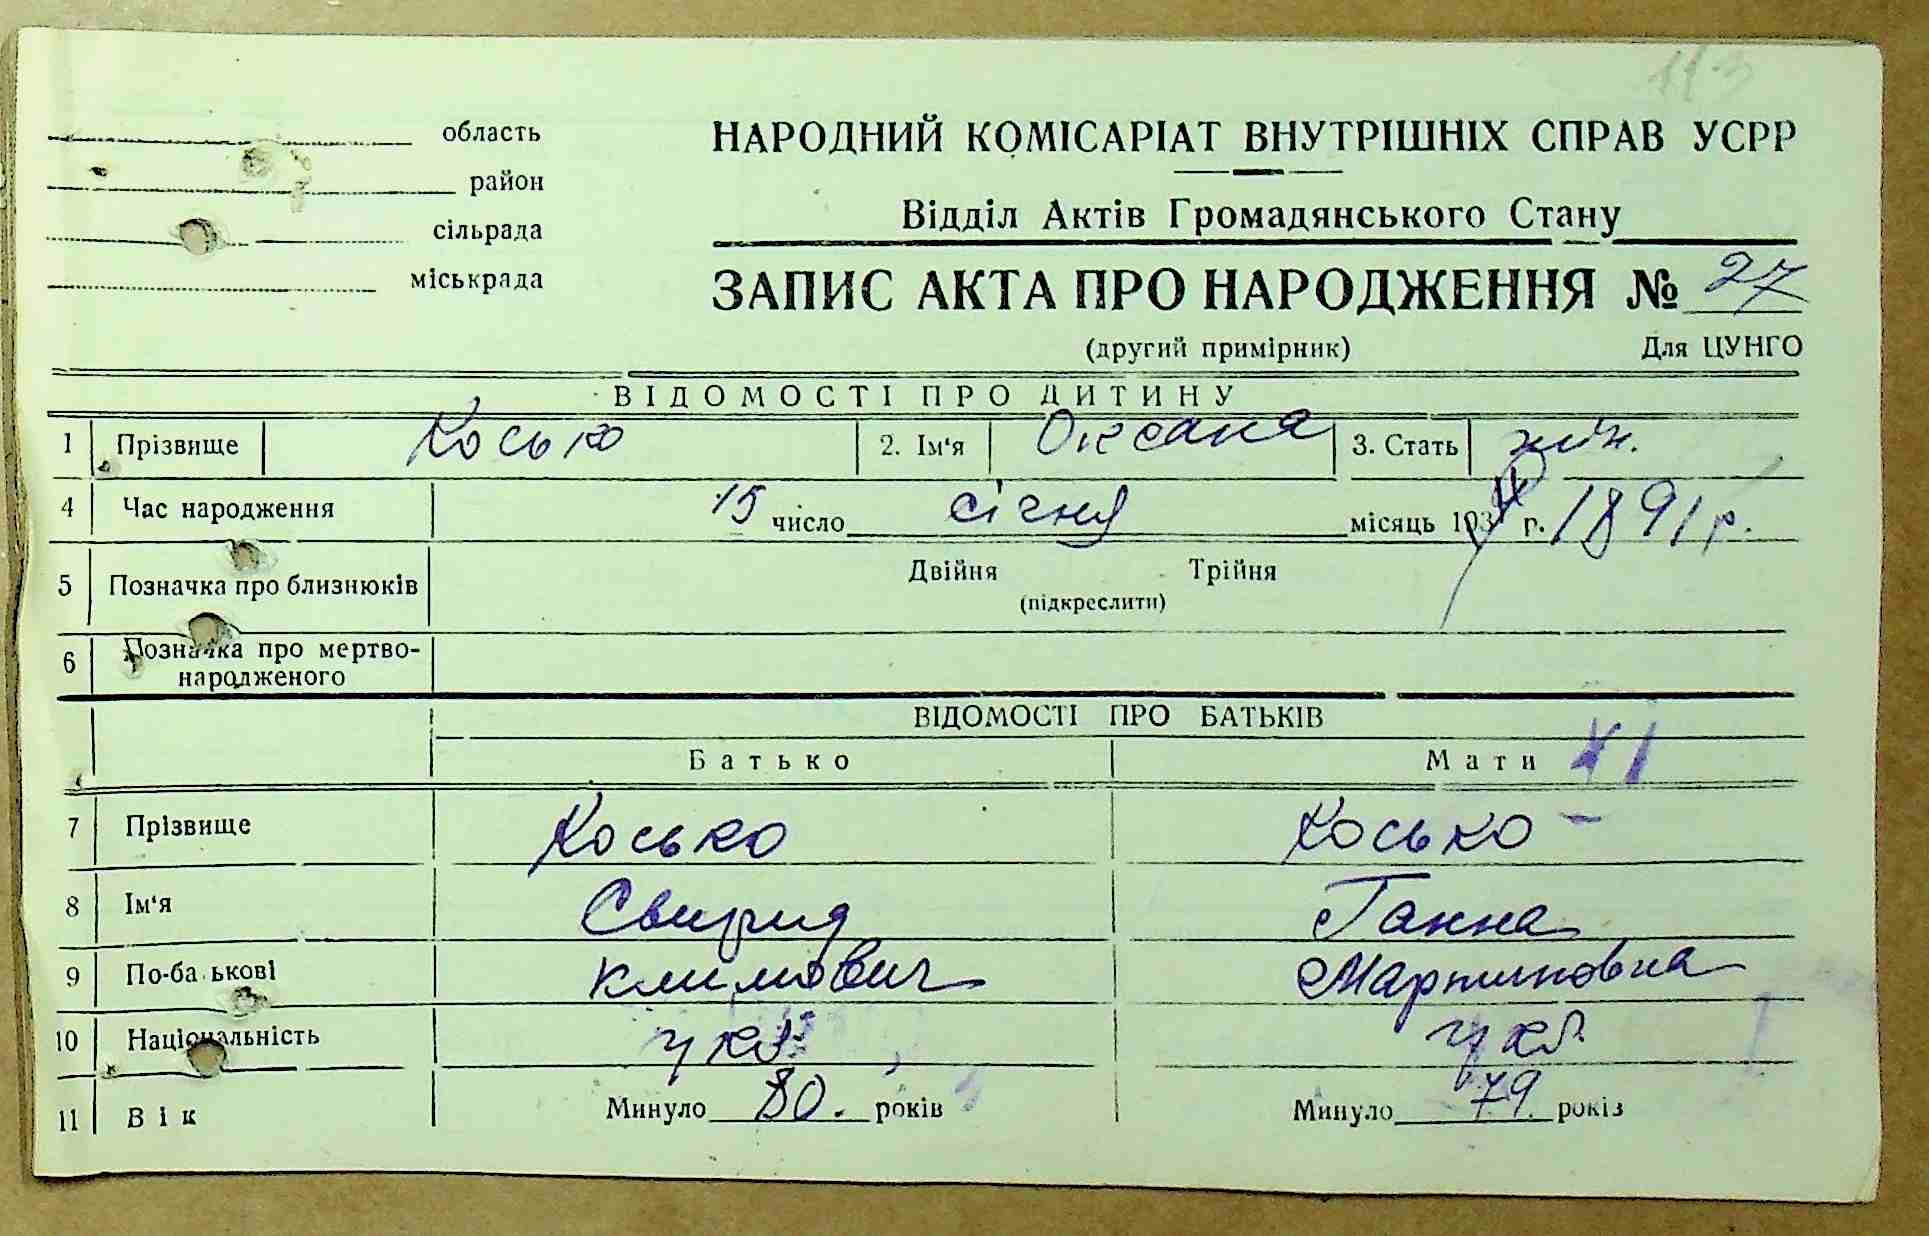 область
район
сільрада
міськрада
НАРОДНИЙ КОМІСАРІАТ ВНУТРІШНІХ СПРАВ УСРР
Відділ Актів Громадянського Стану
ЗАПИС АКТА ПРО НАРОДЖЕННЯ № 27
(другий примірник) Для ЦУНГО
ВІДОМОСТІ ПРО ДИТИНУ
1 Прізвище Косько 2. Ім'я Оксана 3. Стать жін.
4 Час народження 15 число січня місяць 193 р. 1891 р.
5 Позначка про близнюків Двійня Трійня
(підкреслити)
6 Позначка про мертво-
народженого
ВІДОМОСТІ ПРО БАТЬКІВ
Батько Мати
7 Прізвище Косько Косько
8 Ім'я Свирид Ганна
9 По-батькові Климович Мартиновна
10 Національність укр. укр.
11 Вік Минуло 80. років Минуло 79. років